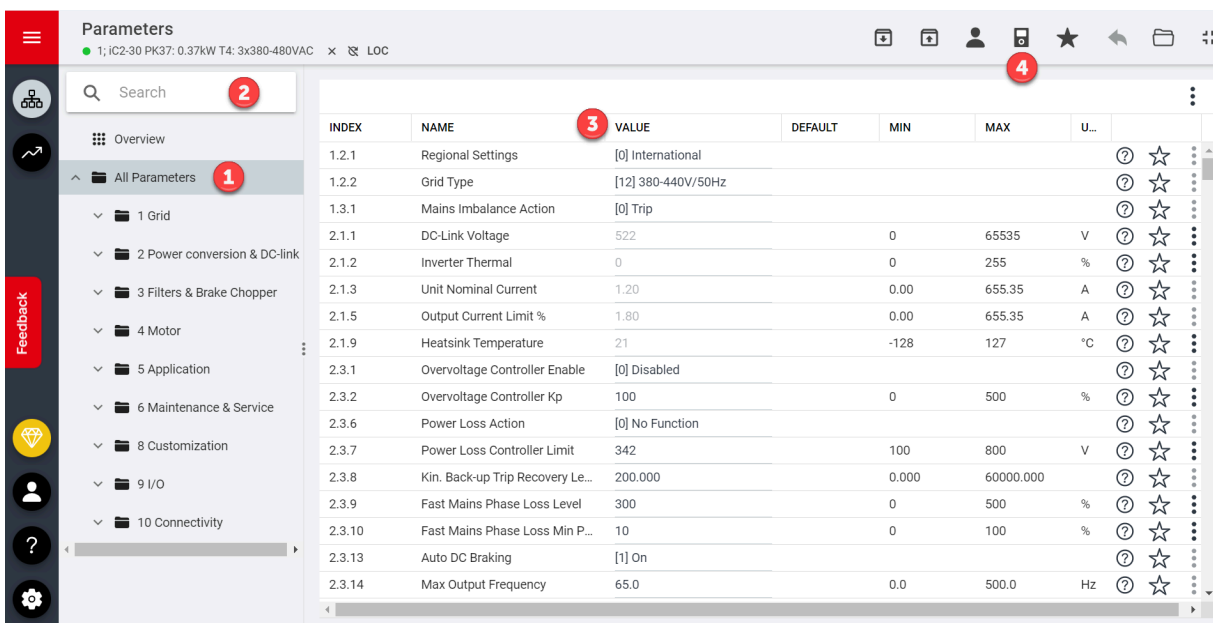 Parameters
1; iC2-30 PK37: 0.37kW T4: 3x380-480VAC LOC
4
Search 2
INDEX NAME 3 VALUE DEFAULT MIN MAX U...
Overview
All Parameters 1
1 Grid
2 Power conversion & DC-link
3 Filters & Brake Chopper
4 Motor
5 Application
6 Maintenance & Service
8 Customization
9 I/O
10 Connectivity
Feedback
1.2.1 Regional Settings [0] International
1.2.2 Grid Type [12] 380-440V/50Hz
1.3.1 Mains Imbalance Action [0] Trip
2.1.1 DC-Link Voltage 522 0 65535 V
2.1.2 Inverter Thermal 0 0 255 %
2.1.3 Unit Nominal Current 1.20 0.00 655.35 A
2.1.5 Output Current Limit % 1.80 0.00 655.35 A
2.1.9 Heatsink Temperature 21 -128 127 °C
2.3.1 Overvoltage Controller Enable [0] Disabled
2.3.2 Overvoltage Controller Kp 100 0 500 %
2.3.6 Power Loss Action [0] No Function
2.3.7 Power Loss Controller Limit 342 100 800 V
2.3.8 Kin. Back-up Trip Recovery Le... 200.000 0.000 60000.000
2.3.9 Fast Mains Phase Loss Level 300 0 500 %
2.3.10 Fast Mains Phase Loss Min P... 10 0 100 %
2.3.13 Auto DC Braking [1] On
2.3.14 Max Output Frequency 65.0 0.0 500.0 Hz